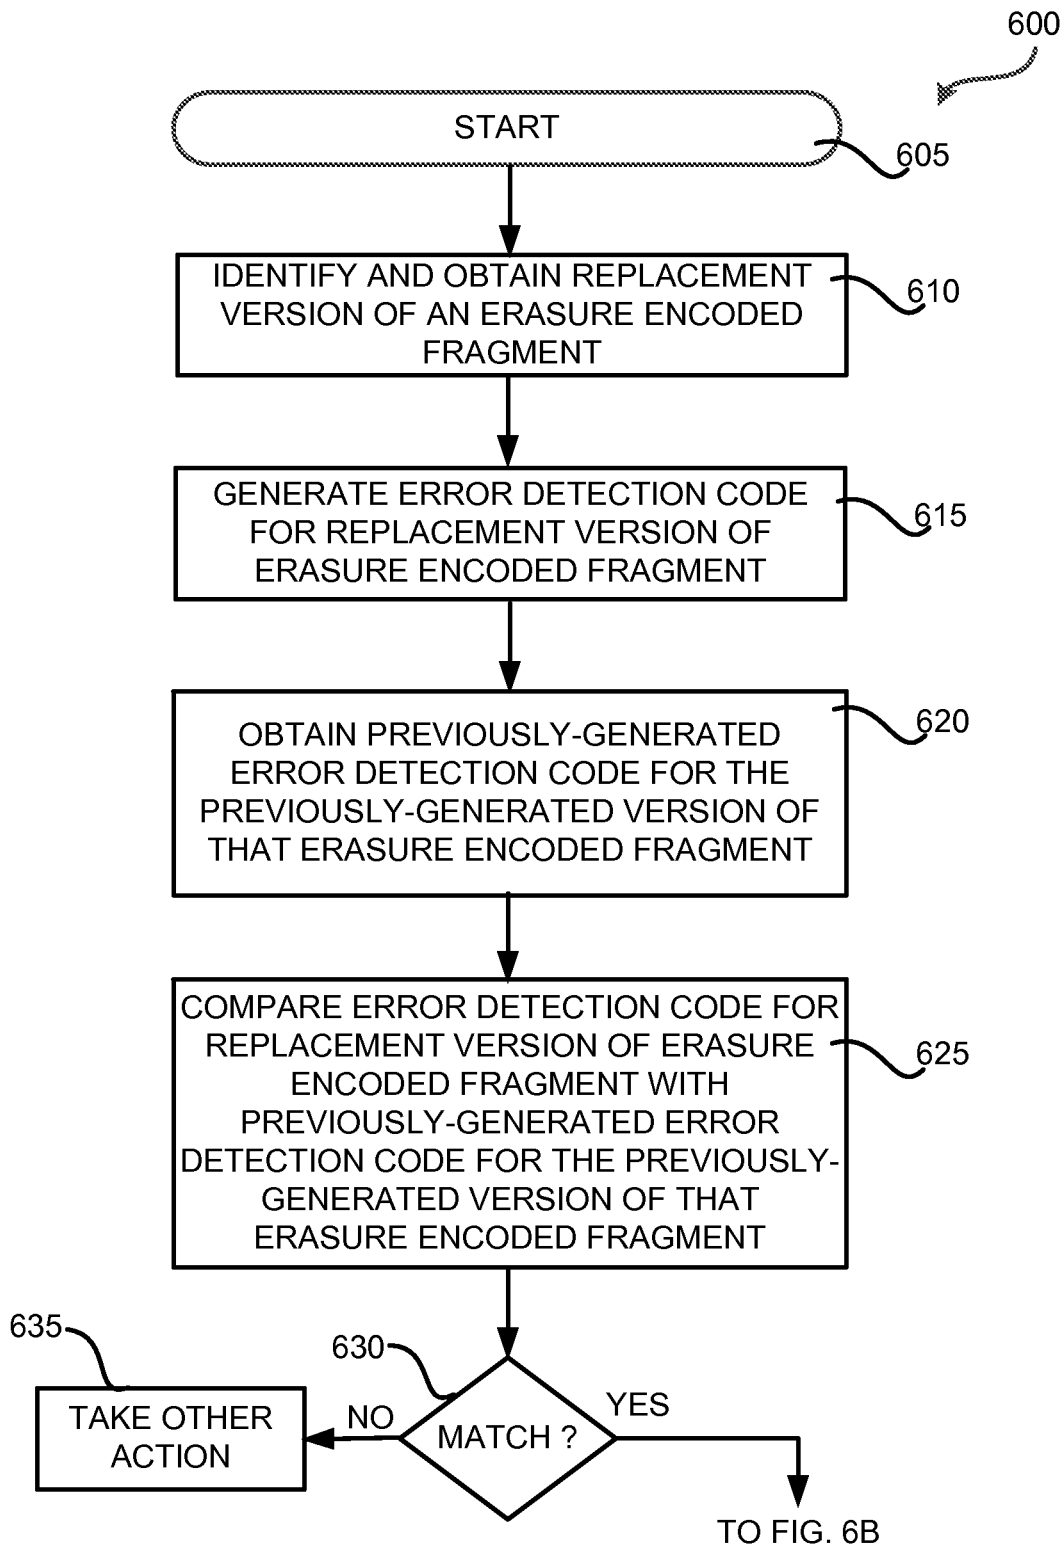 600
START
605
IDENTIFY AND OBTAIN REPLACEMENT
VERSION OF AN ERASURE ENCODED
FRAGMENT
610
GENERATE ERROR DETECTION CODE
FOR REPLACEMENT VERSION OF
ERASURE ENCODED FRAGMENT
615
OBTAIN PREVIOUSLY-GENERATED
ERROR DETECTION CODE FOR THE
PREVIOUSLY-GENERATED VERSION OF
THAT ERASURE ENCODED FRAGMENT
620
COMPARE ERROR DETECTION CODE FOR
REPLACEMENT VERSION OF ERASURE
ENCODED FRAGMENT WITH
PREVIOUSLY-GENERATED ERROR
DETECTION CODE FOR THE PREVIOUSLY-
GENERATED VERSION OF THAT
ERASURE ENCODED FRAGMENT
625
635
630
TAKE OTHER
ACTION
NO
MATCH ?
YES
TO FIG. 6B